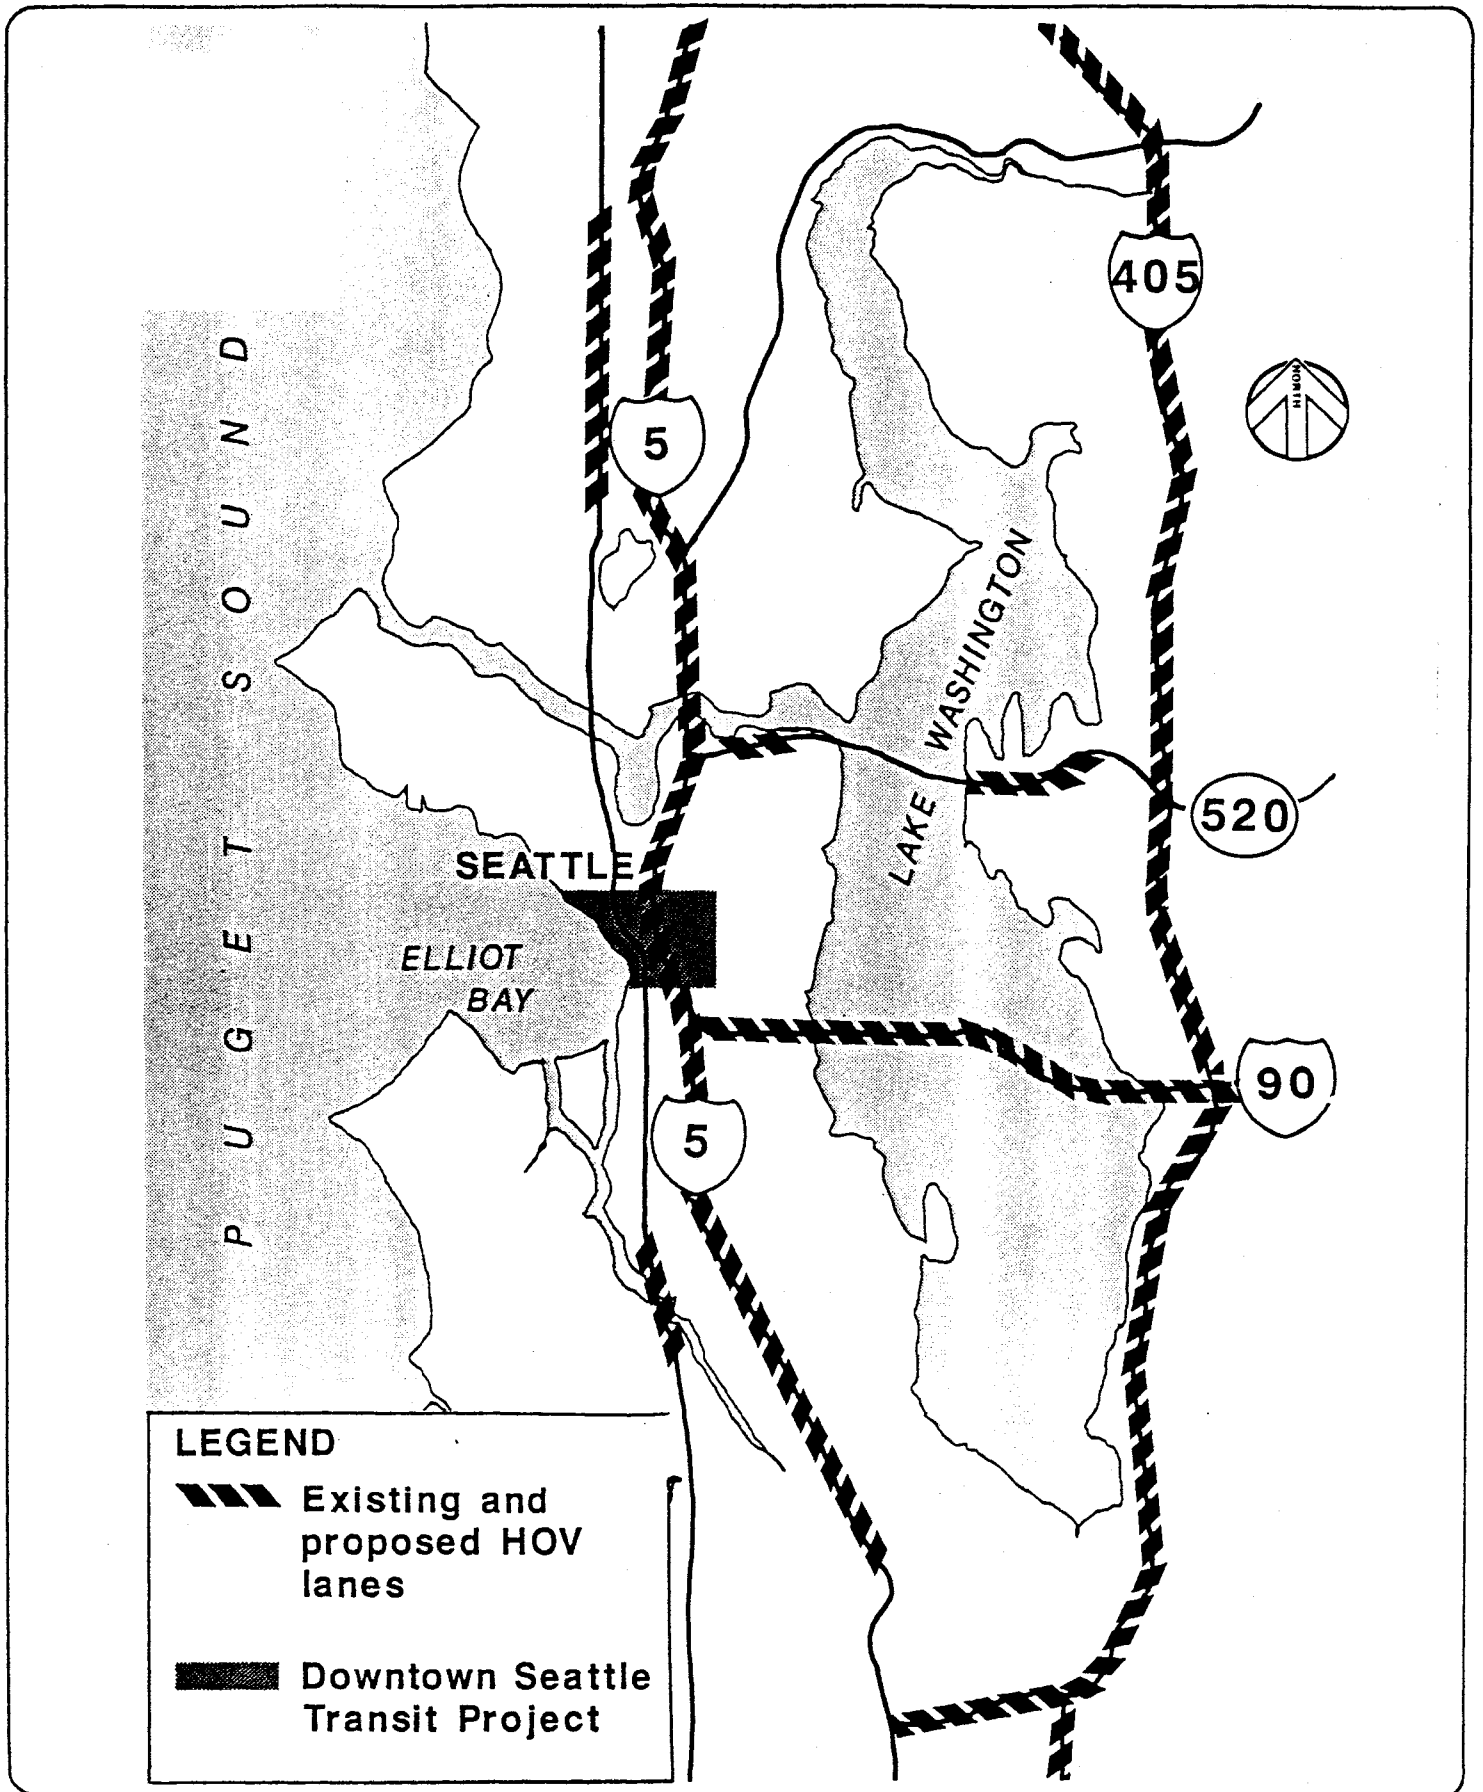 405
NORTH
5
PUGET SOUND
LAKE WASHINGTON
520
SEATTLE
ELLIOT
BAY
90
5
LEGEND
Existing and
proposed HOV
lanes
Downtown Seattle
Transit Project